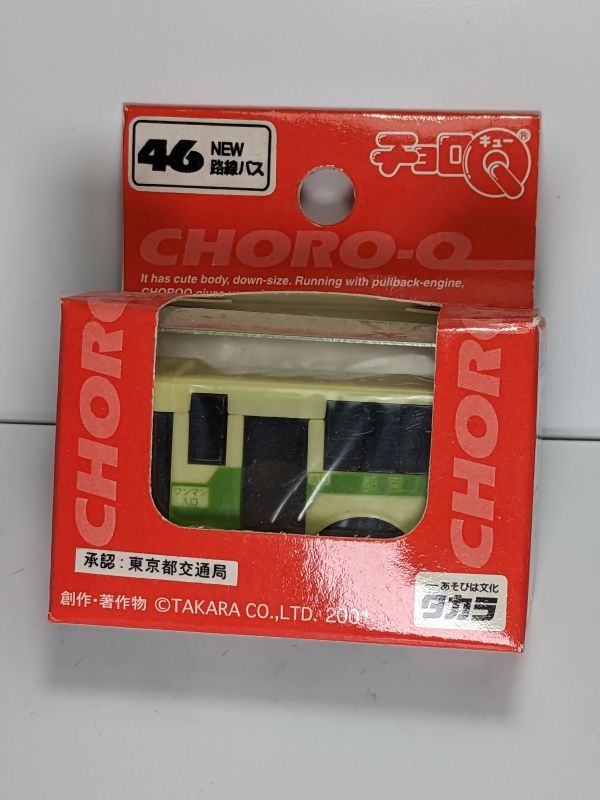 46 NEW
路線バス
チョロQ
キュー
®
CHORO-Q
It has cute body, down-size. Running with pullback-engine,
CHOROQ gives
CHORO
CHORO
ワンマン
入口
承認：東京都交通局
創作・著作物 ©TAKARA CO.,LTD. 2001
あそびは文化
タカラ